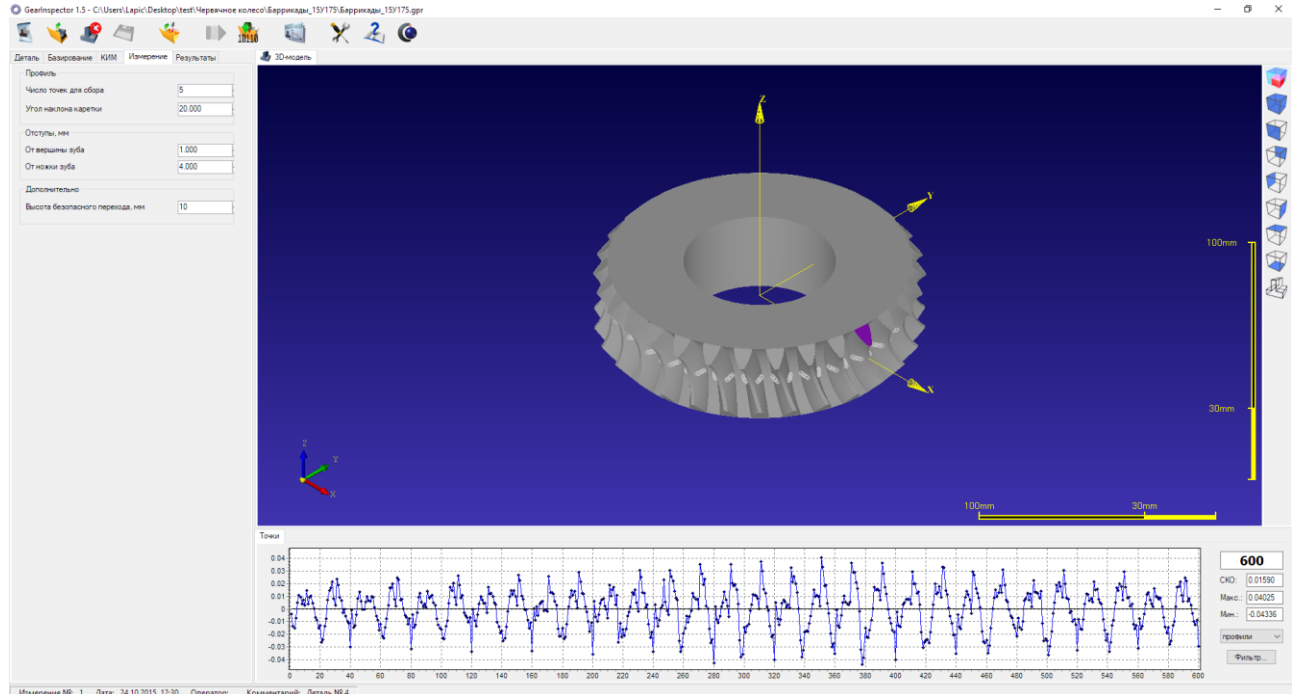 GearInspector 1.5 - C:\Users\Lapic\Desktop\test\Червячное колесо\Баррикады_15У175\Баррикады_15У175.gpr
Деталь Базирование КИМ Измерение Результаты
3D-модель
Профиль
Число точек для сбора 5
Угол наклона каретки 20.000
Отступы, мм
От вершины зуба 1.000
От ножки зуба 4.000
Дополнительно
Высота безопасного перехода, мм 10
Z
Y
X
100mm
30mm
Z
Y
X
100mm 30mm
Точки
0.04
0.03
0.02
0.01
0
-0.01
-0.02
-0.03
-0.04
0 20 40 60 80 100 120 140 160 180 200 220 240 260 280 300 320 340 360 380 400 420 440 460 480 500 520 540 560 580 600
600
СКО: 0.01590
Макс.: 0.04025
Мин.: -0.04336
профили
Фильтр...
Измерение №: 1 Дата: 24.10.2015 12:30 Оператор: Комментарий: Деталь № 4